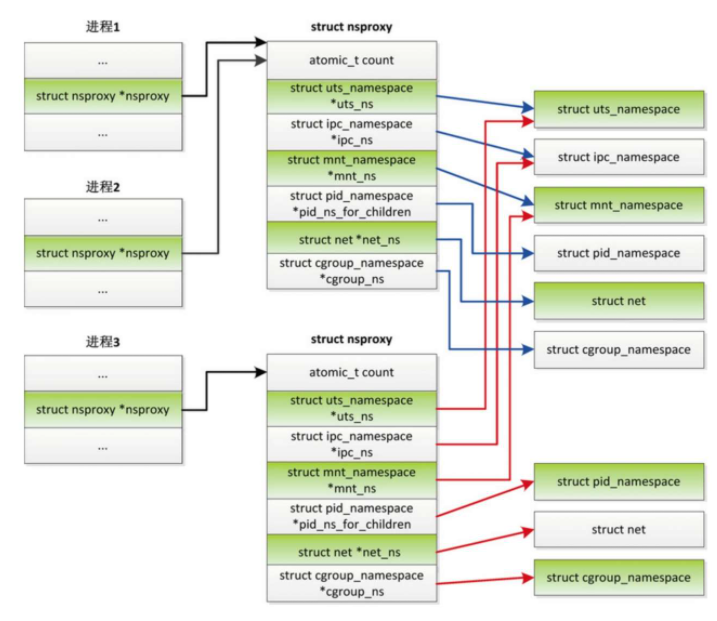 进程1
...
struct nsproxy *nsproxy
...
进程2
...
struct nsproxy *nsproxy
...
进程3
...
struct nsproxy *nsproxy
...
struct nsproxy
atomic_t count
struct uts_namespace
*uts_ns
struct ipc_namespace
*ipc_ns
struct mnt_namespace
*mnt_ns
struct pid_namespace
*pid_ns_for_children
struct net *net_ns
struct cgroup_namespace
*cgroup_ns
struct nsproxy
atomic_t count
struct uts_namespace
*uts_ns
struct ipc_namespace
*ipc_ns
struct mnt_namespace
*mnt_ns
struct pid_namespace
*pid_ns_for_children
struct net *net_ns
struct cgroup_namespace
*cgroup_ns
struct uts_namespace
struct ipc_namespace
struct mnt_namespace
struct pid_namespace
struct net
struct cgroup_namespace
struct pid_namespace
struct net
struct cgroup_namespace